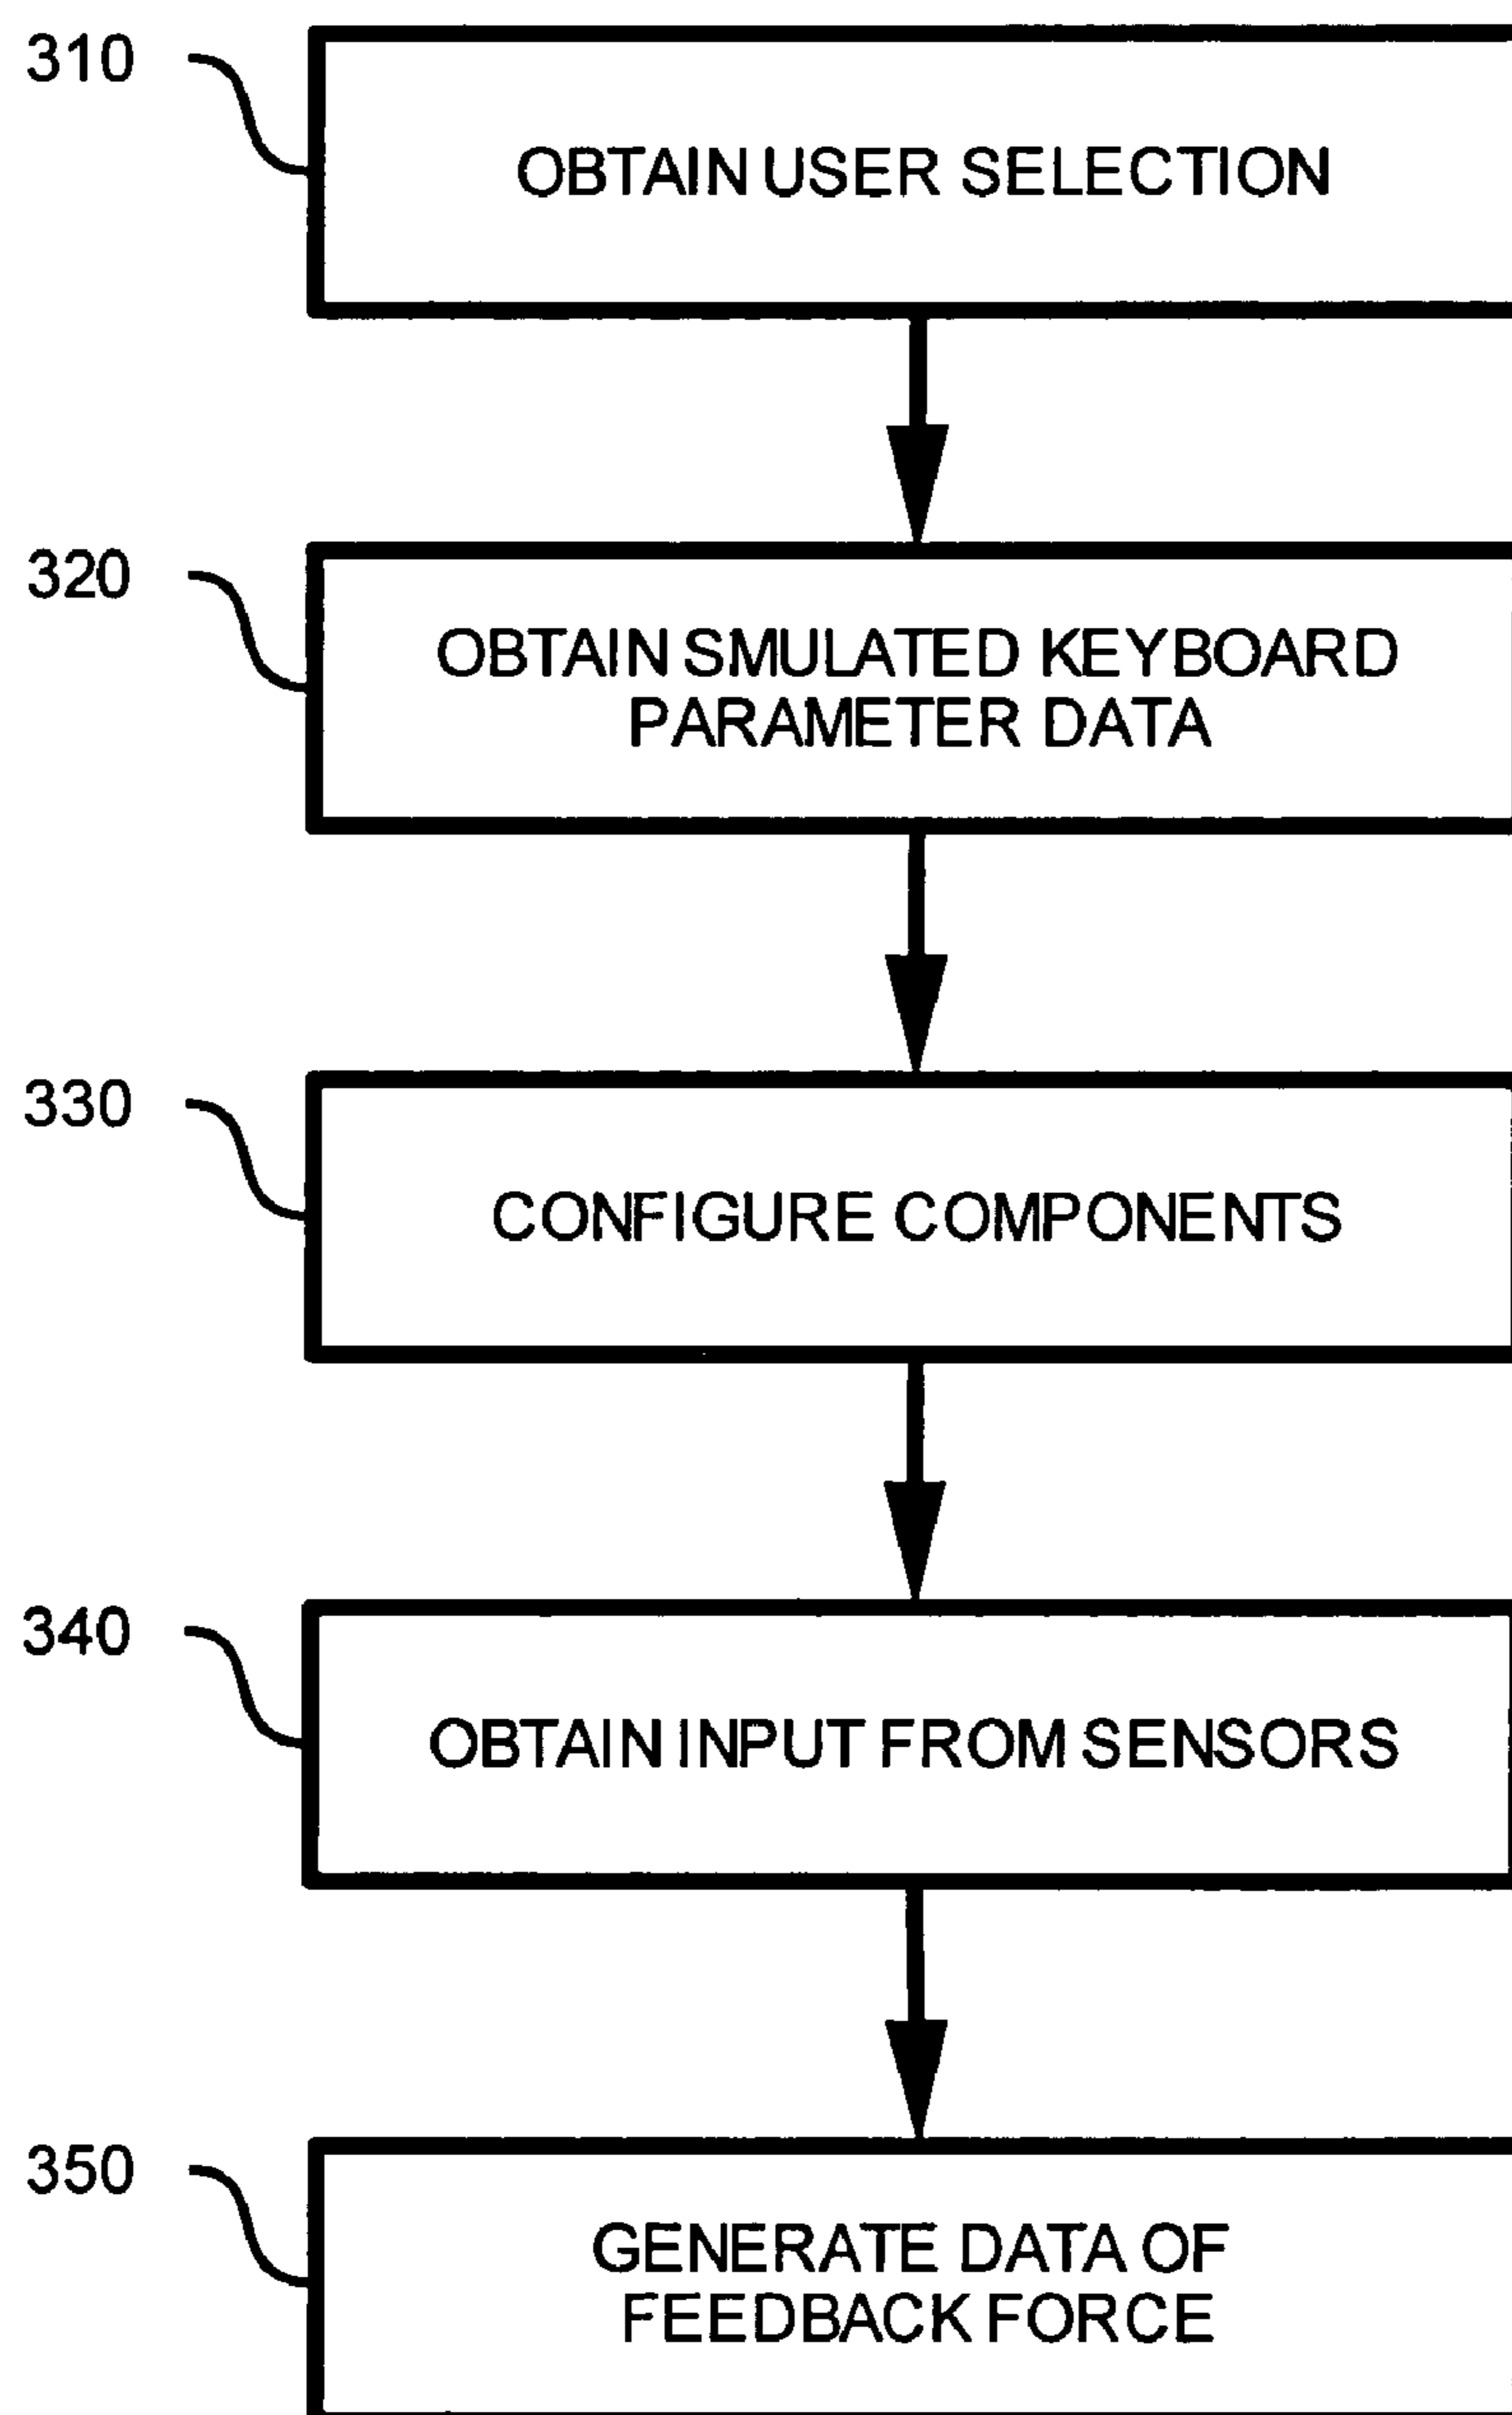 310
OBTAIN USER SELECTION
320
OBTAIN SMULATED KEYBOARD
PARAMETER DATA
330
CONFIGURE COMPONENTS
340
OBTAIN INPUT FROM SENSORS
350
GENERATE DATA OF
FEEDBACK FORCE